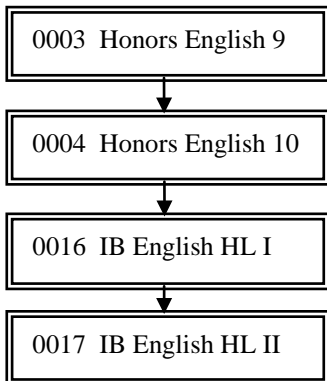 0003 Honors English 9
0004 Honors English 10
0016 IB English HL I
0017 IB English HL II